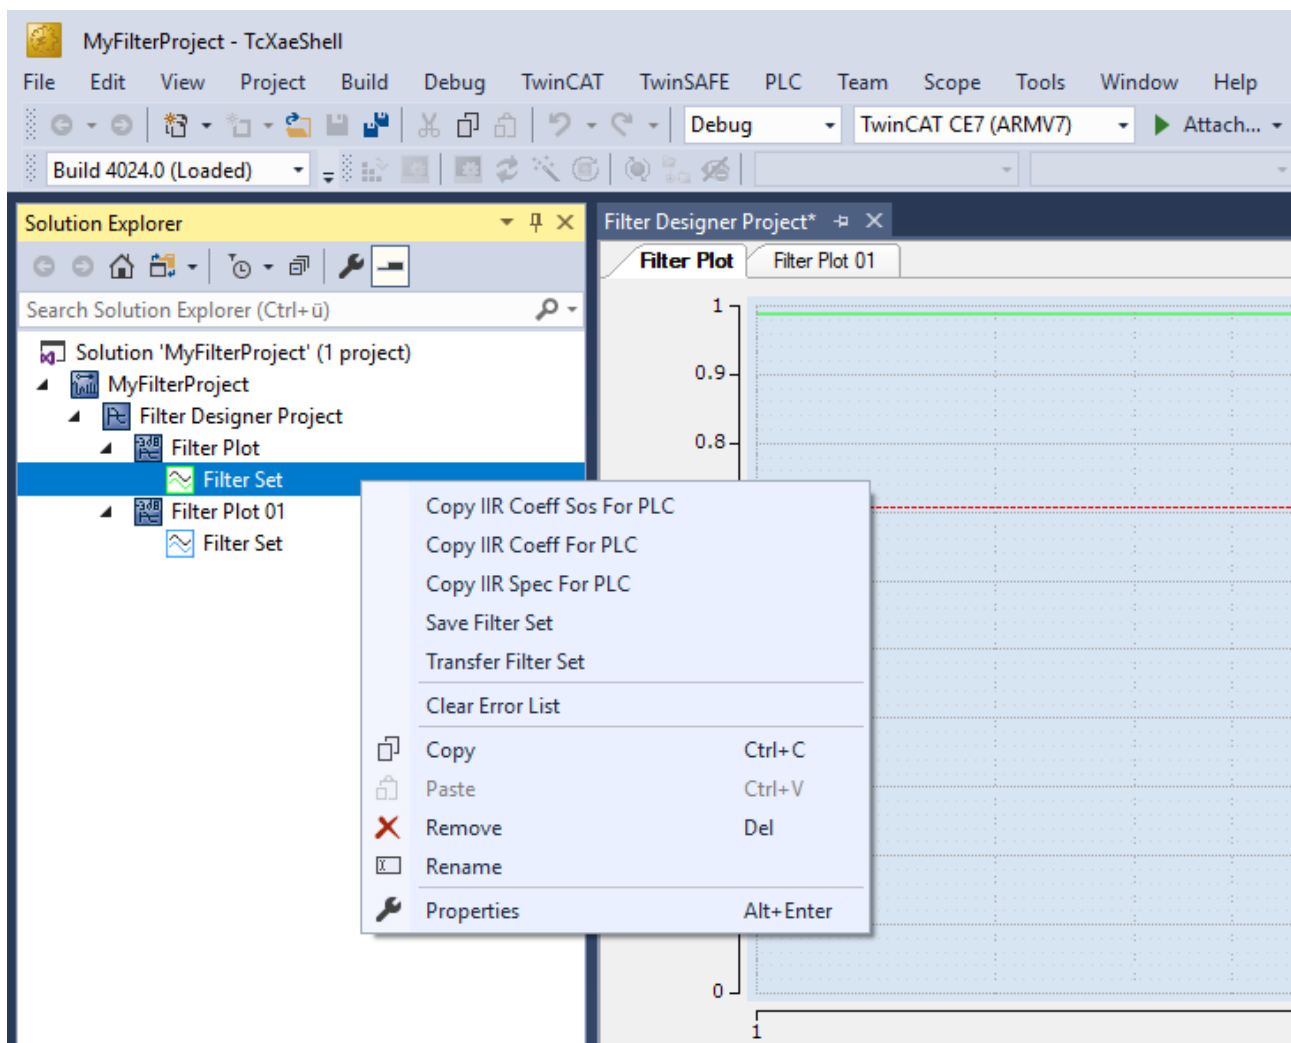 MyFilterProject - TcXaeShell
File Edit View Project Build Debug TwinCAT TwinSAFE PLC Team Scope Tools Window Help
Debug TwinCAT CE7 (ARMV7) Attach...
Build 4024.0 (Loaded)
Solution Explorer
Search Solution Explorer (Ctrl+ü)
Solution 'MyFilterProject' (1 project)
MyFilterProject
Filter Designer Project
Filter Plot
Filter Set
Filter Plot 01
Filter Set
Copy IIR Coeff Sos For PLC
Copy IIR Coeff For PLC
Copy IIR Spec For PLC
Save Filter Set
Transfer Filter Set
Clear Error List
Copy Ctrl+C
Paste Ctrl+V
Remove Del
Rename
Properties Alt+Enter
Filter Designer Project*
Filter Plot Filter Plot 01
1
0.9
0.8
0
1